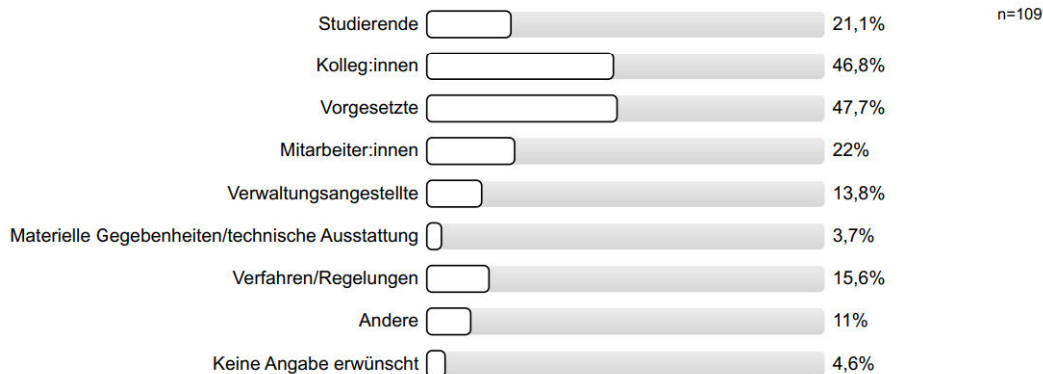 Studierende 21,1% n=109
Kolleg:innen 46,8%
Vorgesetzte 47,7%
Mitarbeiter:innen 22%
Verwaltungsangestellte 13,8%
Materielle Gegebenheiten/technische Ausstattung 3,7%
Verfahren/Regelungen 15,6%
Andere 11%
Keine Angabe erwünscht 4,6%